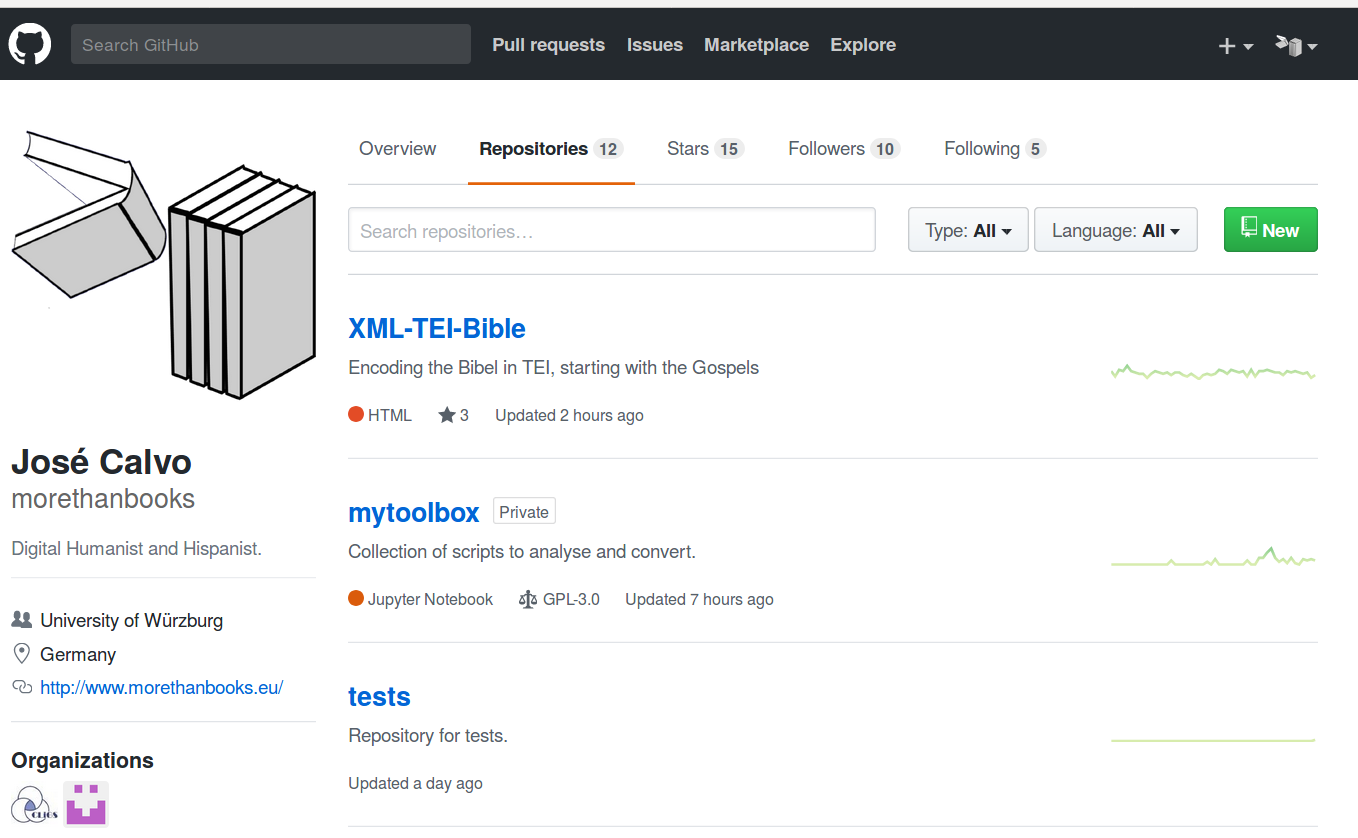 Search GitHub Pull requests Issues Marketplace Explore
Overview Repositories 12 Stars 15 Followers 10 Following 5
Search repositories… Type: All Language: All New
XML-TEI-Bible
Encoding the Bibel in TEI, starting with the Gospels
HTML 3 Updated 2 hours ago
José Calvo
morethanbooks
Digital Humanist and Hispanist.
University of Würzburg
Germany
http://www.morethanbooks.eu/
Organizations
CLiGS
mytoolbox Private
Collection of scripts to analyse and convert.
Jupyter Notebook GPL-3.0 Updated 7 hours ago
tests
Repository for tests.
Updated a day ago